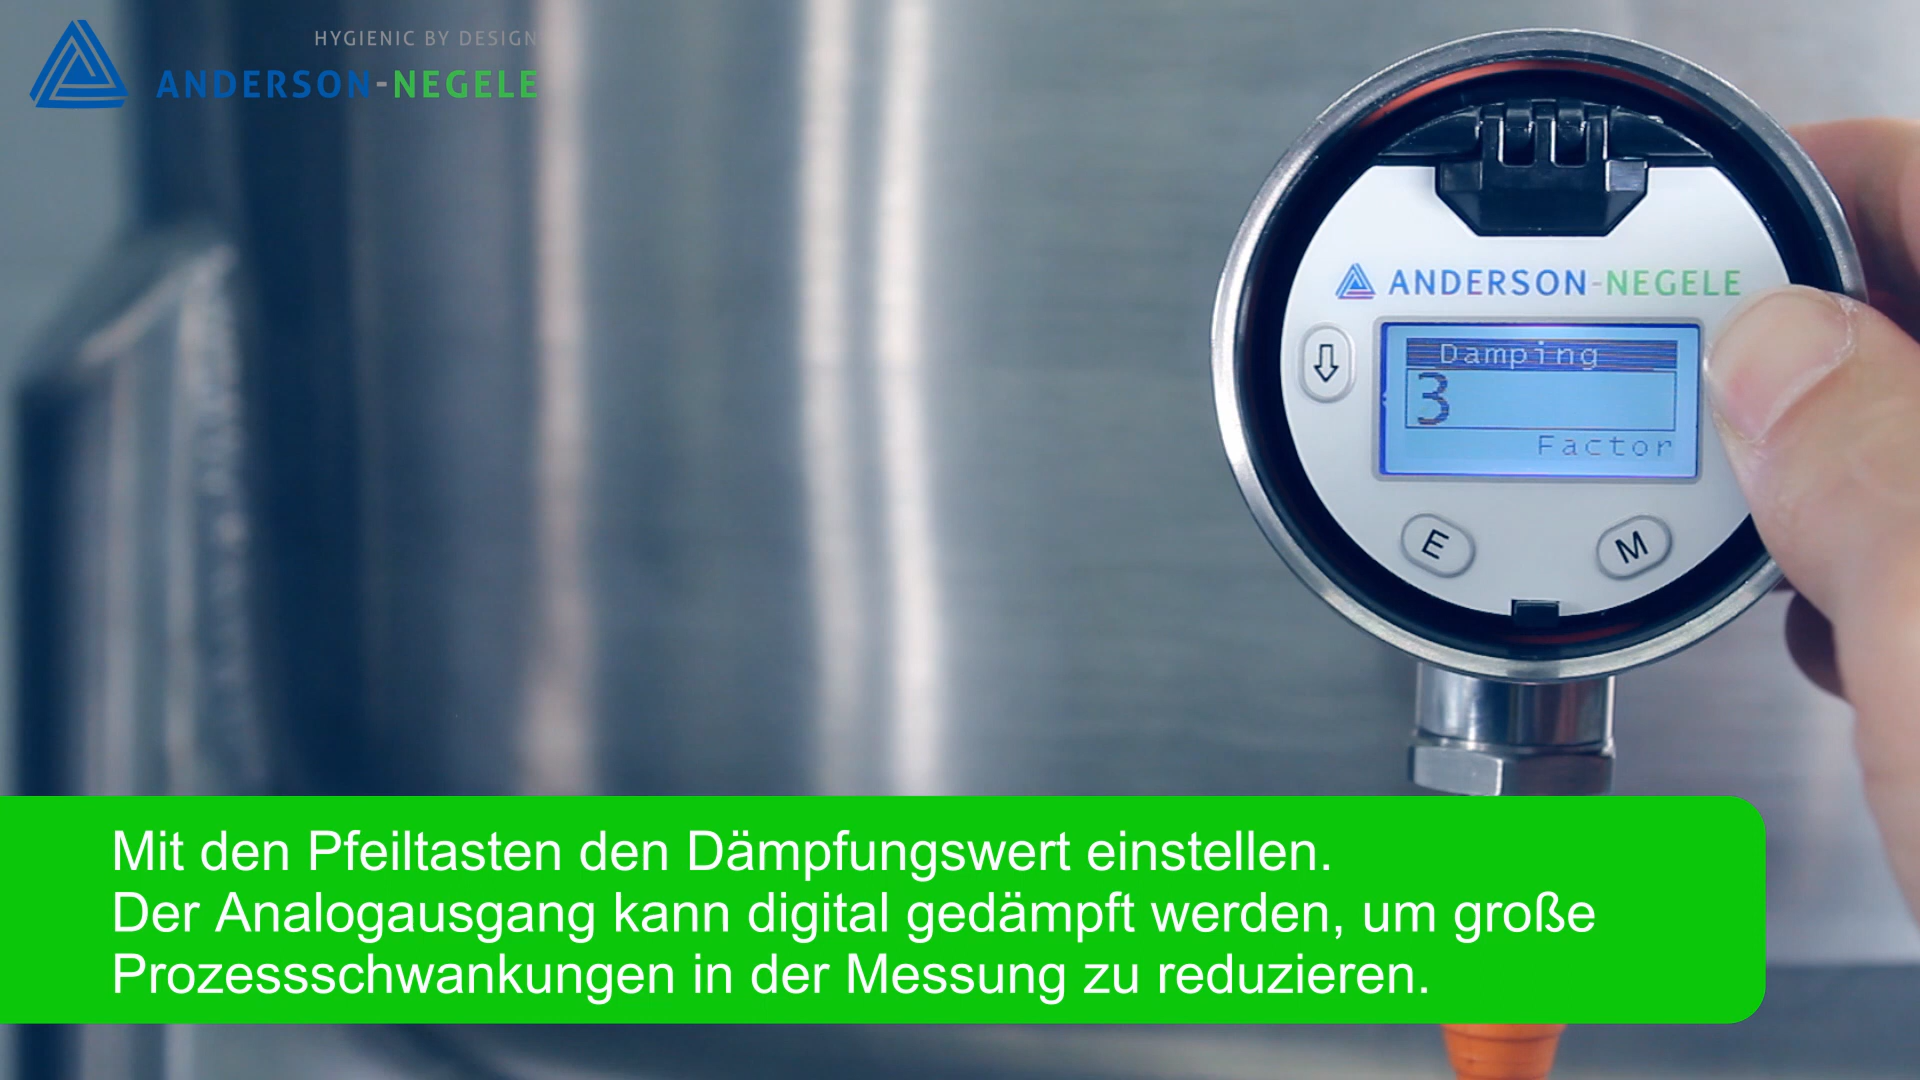 HYGIENIC BY DESIGN
ANDERSON-NEGELE
ANDERSON-NEGELE
Damping
3
Factor
E
M
Mit den Pfeiltasten den Dämpfungswert einstellen.
Der Analogausgang kann digital gedämpft werden, um große
Prozessschwankungen in der Messung zu reduzieren.